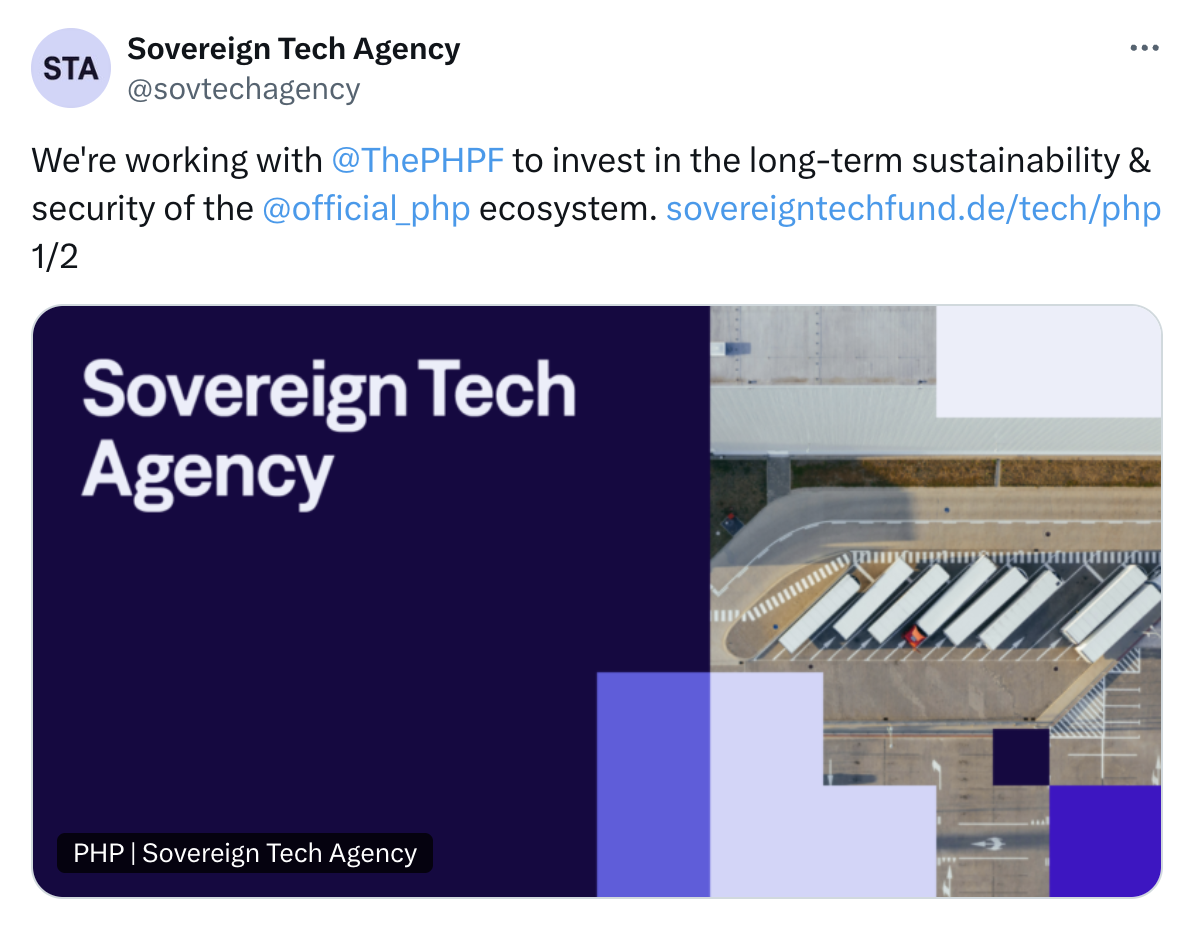 STA
Sovereign Tech Agency
@sovtechagency
We're working with @ThePHPF to invest in the long-term sustainability &
security of the @official_php ecosystem. sovereigntechfund.de/tech/php
1/2
Sovereign Tech
Agency
PHP | Sovereign Tech Agency